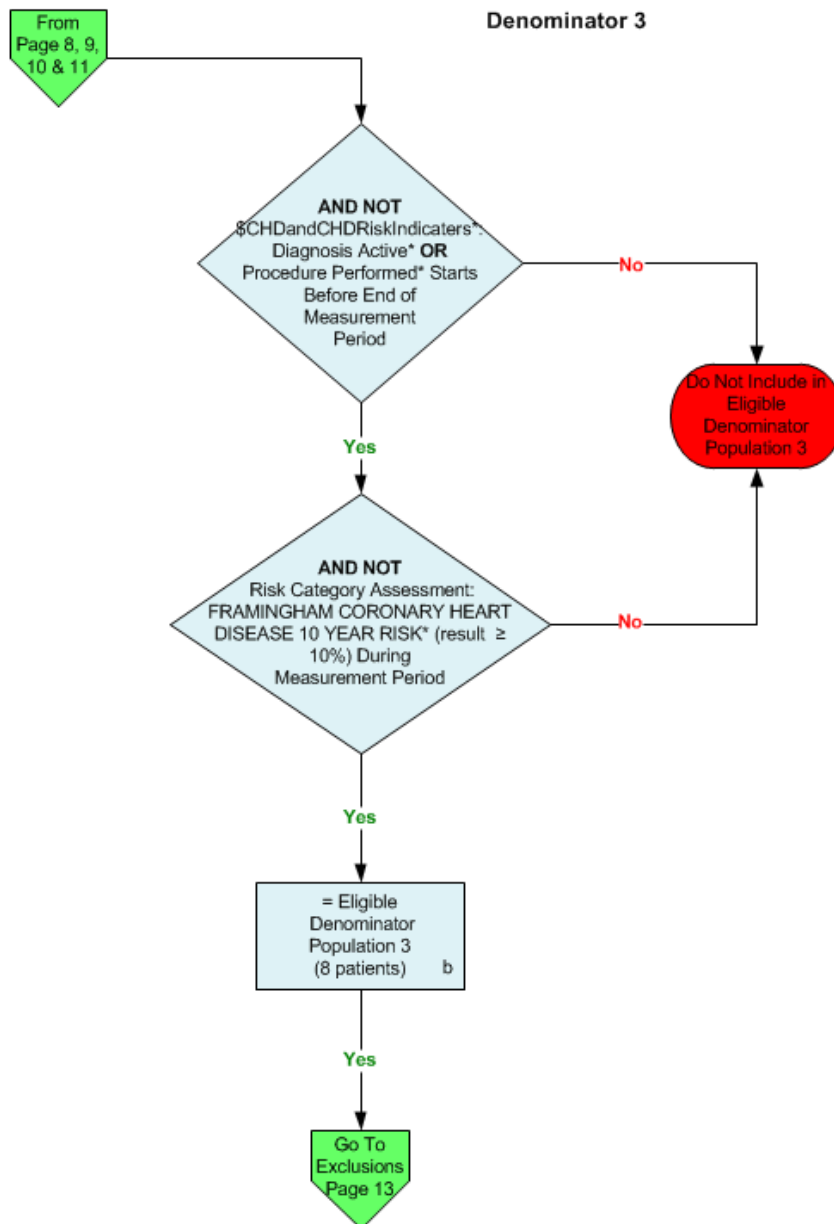 Denominator 3
From
Page 8, 9,
10 & 11
AND NOT
$CHDandCHDRiskIndicaters*:
Diagnosis Active* OR
Procedure Performed* Starts
Before End of
Measurement
Period
No
Do Not Include in
Eligible
Denominator
Population 3
Yes
AND NOT
Risk Category Assessment:
FRAMINGHAM CORONARY HEART
DISEASE 10 YEAR RISK* (result ≥
10%) During
Measurement Period
No
Yes
= Eligible
Denominator
Population 3
(8 patients) b
Yes
Go To
Exclusions
Page 13